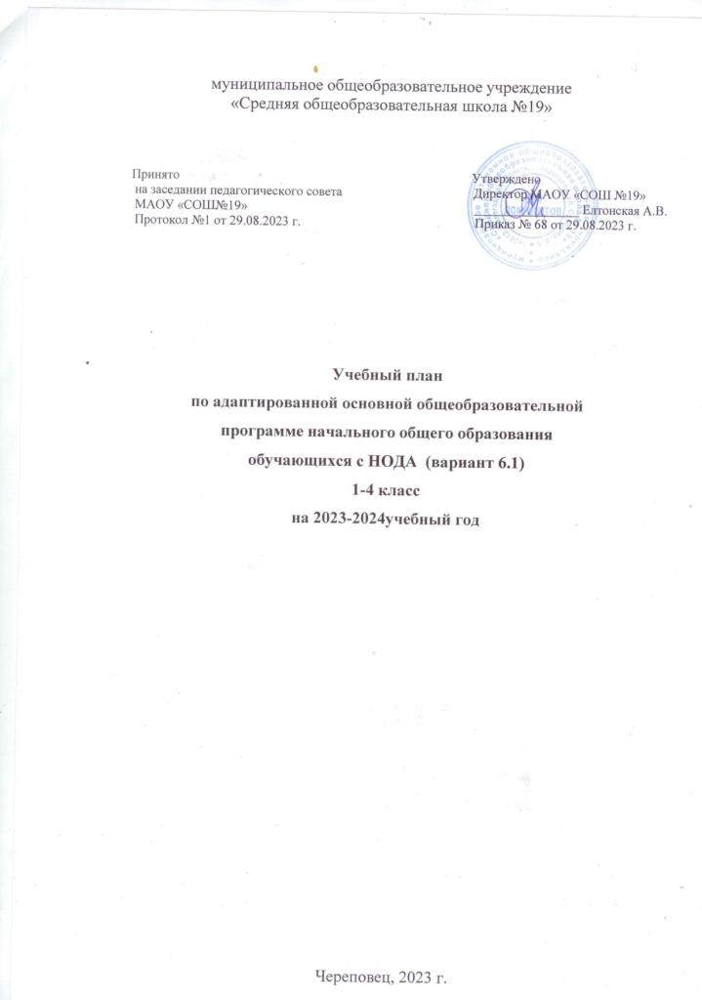 муниципальное общеобразовательное учреждение
«Средняя общеобразовательная школа №19»
Принято
на заседании педагогического совета
МАОУ «СОШ№19»
Протокол №1 от 29.08.2023 г.
Утверждено
Директор МАОУ «СОШ №19»
Елтонская А.В.
Приказ № 68 от 29.08.2023 г.
Учебный план
по адаптированной основной общеобразовательной
программе начального общего образования
обучающихся с НОДА (вариант 6.1)
1-4 класс
на 2023-2024учебный год
Череповец, 2023 г.